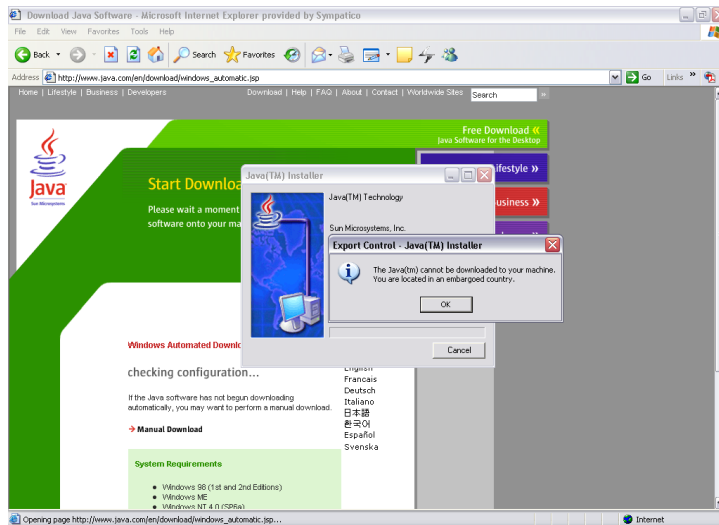 Download Java Software - Microsoft Internet Explorer provided by Sympatico
File Edit View Favorites Tools Help
Back Search Favorites
Address http://www.java.com/en/download/windows_automatic.jsp Go Links »
Home | Lifestyle | Business | Developers Download | Help | FAQ | About | Contact | Worldwide Sites Search »
Free Download «
Java Software for the Desktop
Java
Sun Microsystems
Start Downloa
Please wait a moment
software onto your ma
ifestyle »
usiness »
Java(TM) Installer
Java(TM) Technology
Sun Microsystems, Inc.
Export Control - Java(TM) Installer
The Java(tm) cannot be downloaded to your machine.
You are located in an embargoed country.
OK
Cancel
Windows Automated Downlo
checking configuration...
If the Java software has not begun downloading
automatically, you may want to perform a manual download.
→ Manual Download
English
Francais
Deutsch
Italiano
日本語
한국어
Español
Svenska
System Requirements
• Windows 98 (1st and 2nd Editions)
• Windows ME
• Windows NT 4.0 (SP6a)
Opening page http://www.java.com/en/download/windows_automatic.jsp... Internet